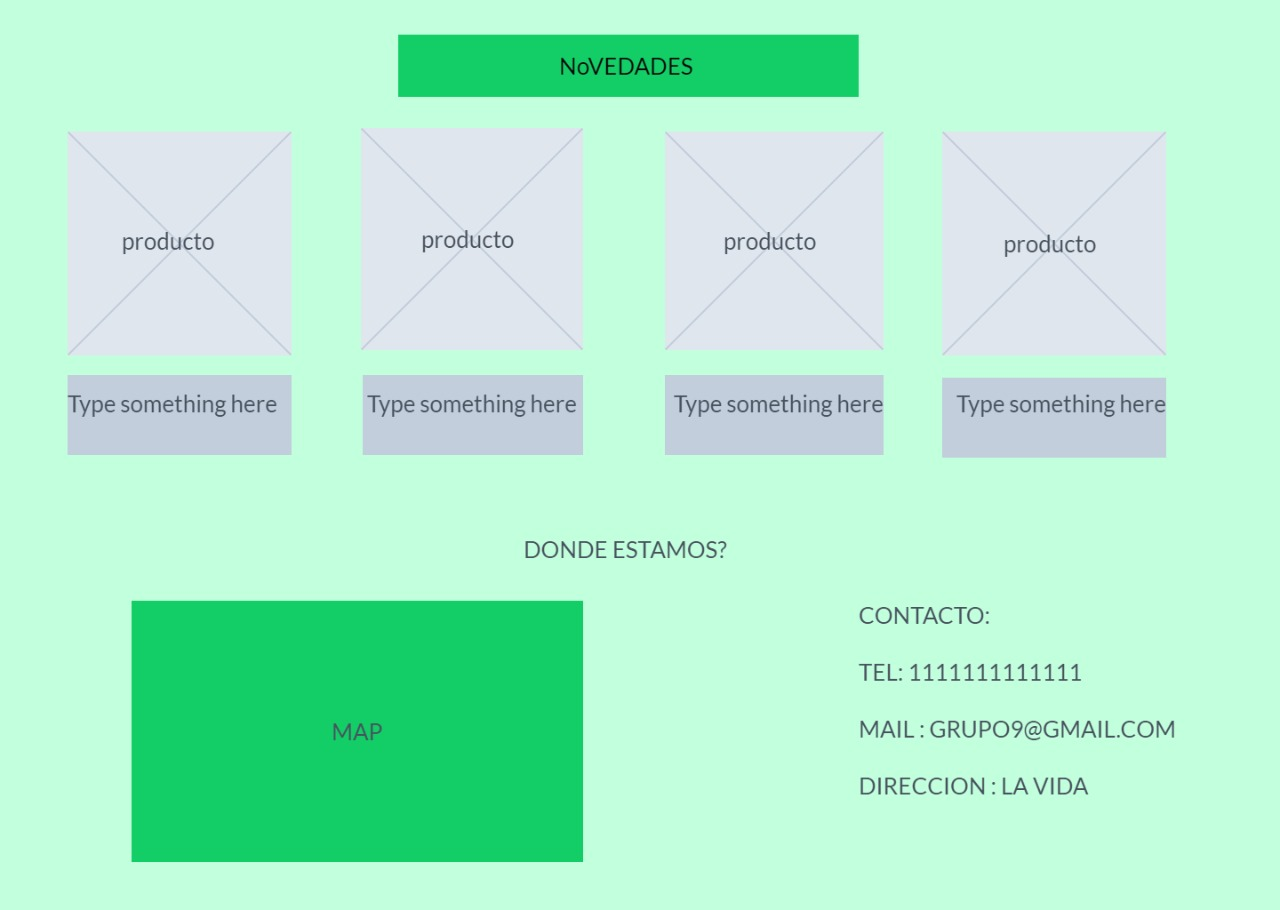 NoVEDADES
producto
producto
producto
producto
Type something here
Type something here
Type something here
Type something here
DONDE ESTAMOS?
MAP
CONTACTO:
TEL: 1111111111111
MAIL : GRUPO9@GMAIL.COM
DIRECCION : LA VIDA